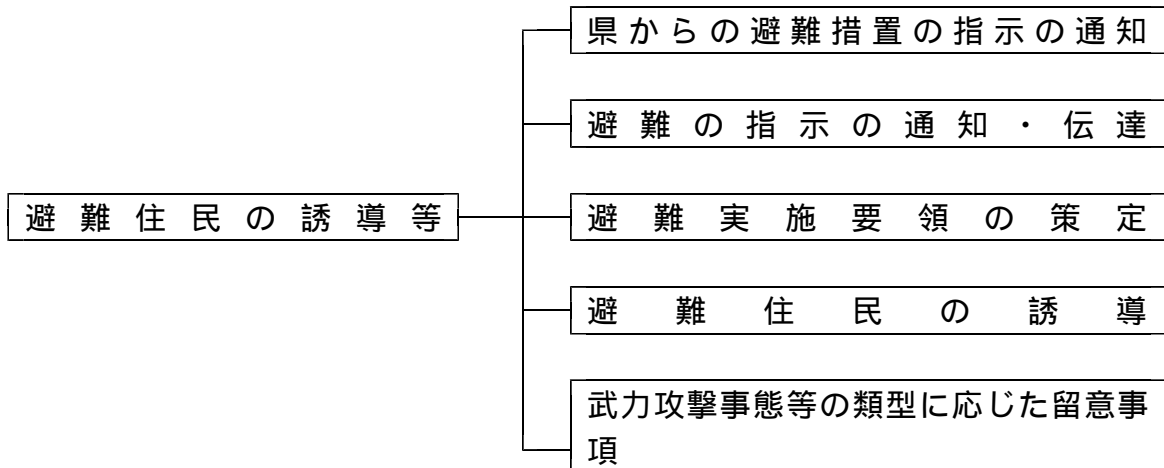 県からの避難措置の指示の通知
避難の指示の通知・伝達
避難住民の誘導等
避難実施要領の策定
避難住民の誘導
武力攻撃事態等の類型に応じた留意事
項